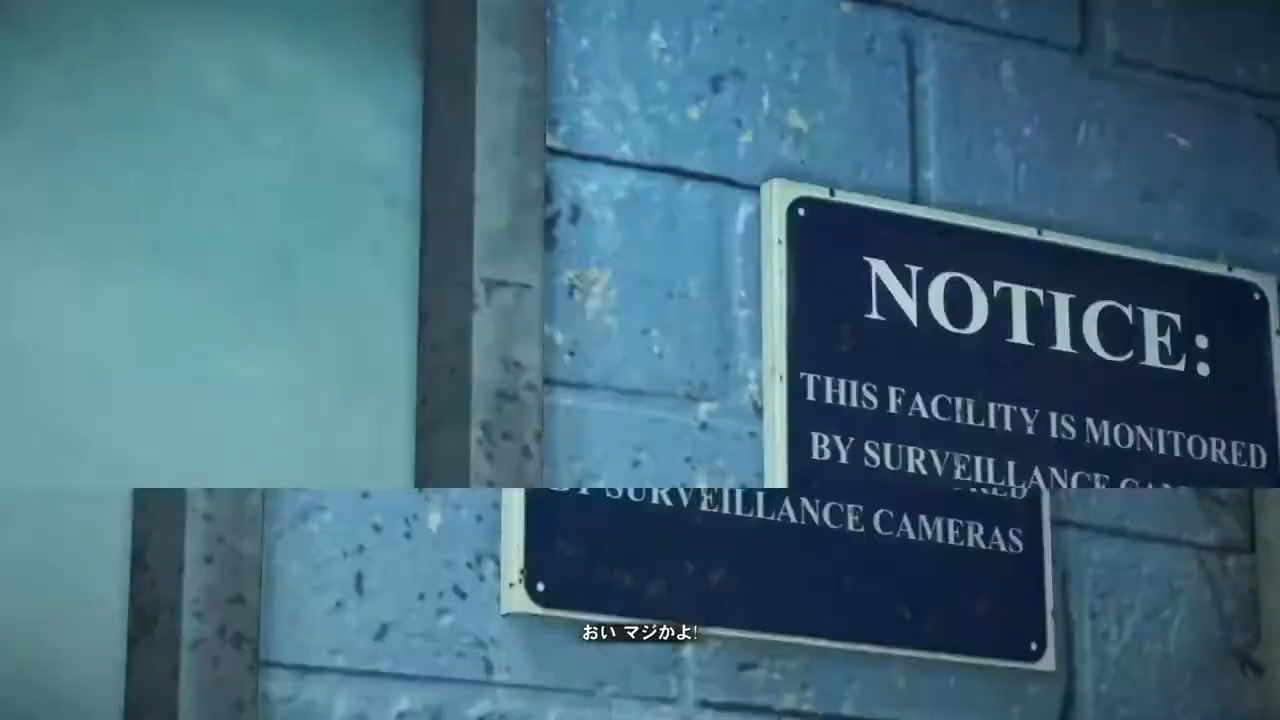 NOTICE:
THIS FACILITY IS MONITORED
BY SURVEILLANCE
SURVEILLANCE CAMERAS
おい マジかよ!